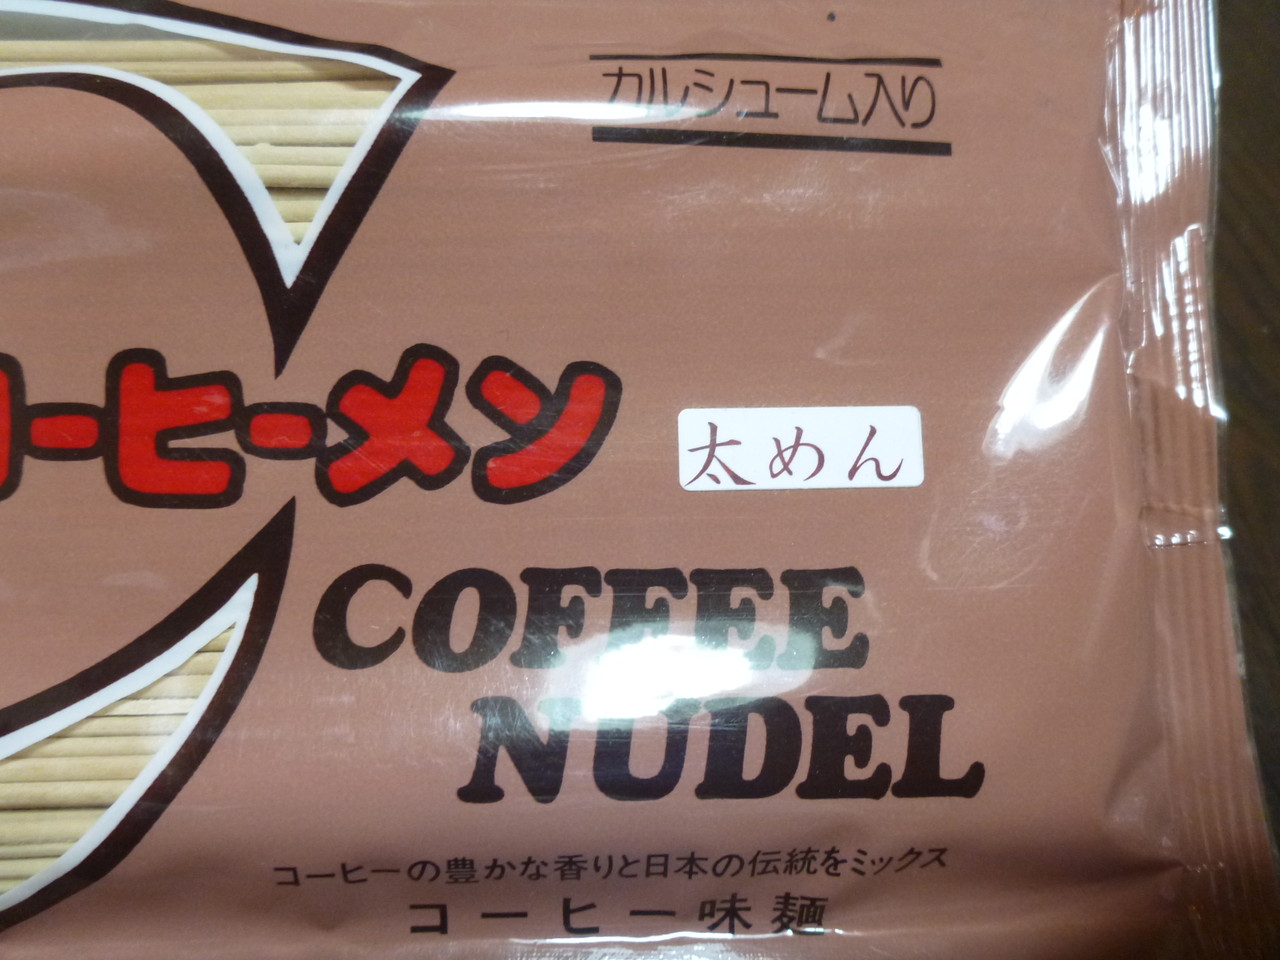 カルシューム入り
コーヒーメン
太めん
COFFEE
NUDEL
コーヒーの豊かな香りと日本の伝統をミックス
コーヒー味麺